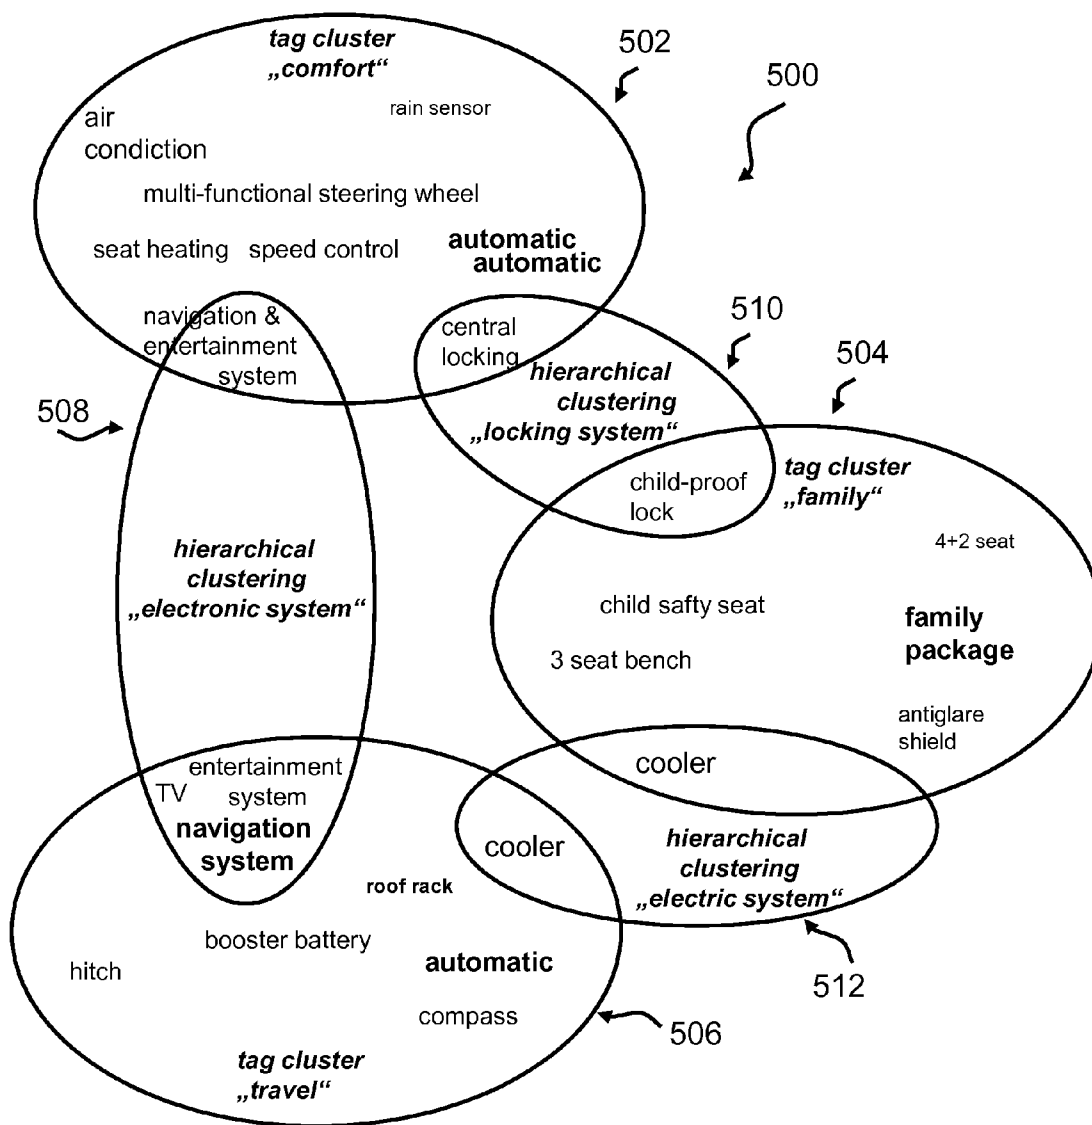 tag cluster
„comfort“
502
500
air
condiction
rain sensor
multi-functional steering wheel
seat heating
speed control
automatic
automatic
navigation &
entertainment
system
central
locking
510
hierarchical
clustering
„locking system“
504
508
child-proof
lock
tag cluster
„family“
4+2 seat
hierarchical
clustering
„electronic system“
child safty seat
family
package
3 seat bench
antiglare
shield
cooler
TV
entertainment
system
navigation
system
cooler
hierarchical
clustering
„electric system“
roof rack
booster battery
hitch
automatic
compass
512
506
tag cluster
„travel“